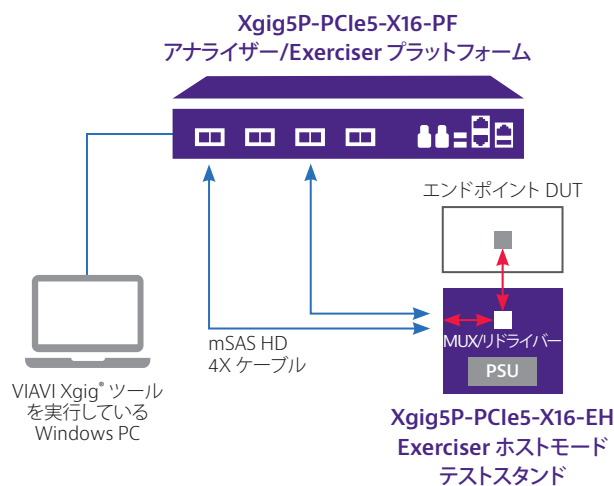 Xgig5P-PCIe5-X16-PF
アナライザー/Exerciser プラットフォーム
エンドポイント DUT
mSAS HD
4X ケーブル
MUX/リドライバー
PSU
VIAVI Xgig® ツール
を実行している
Windows PC
Xgig5P-PCIe5-X16-EH
Exerciser ホストモード
テストスタンド